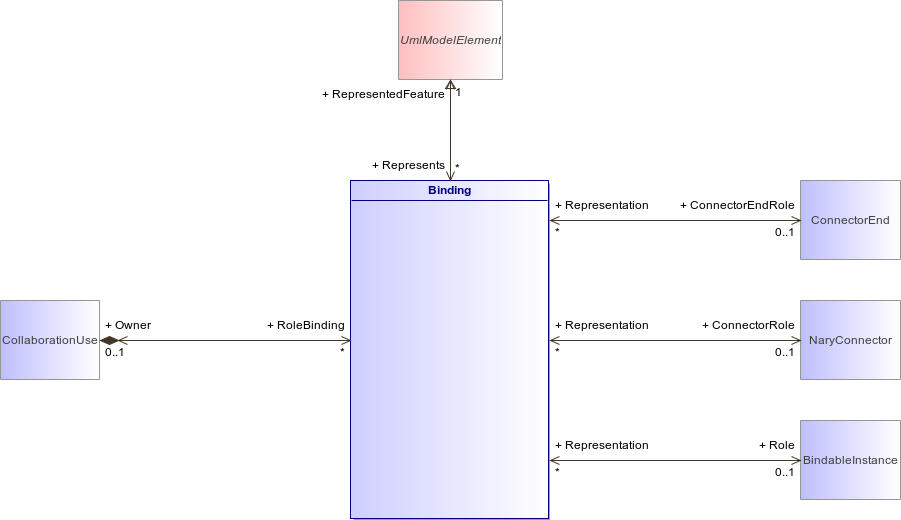 UmlModelElement
+ RepresentedFeature
1
+ Represents
*
Binding
+ Representation
+ ConnectorEndRole
*
0..1
ConnectorEnd
CollaborationUse
+ Owner
+ RoleBinding
0..1
*
+ Representation
+ ConnectorRole
*
0..1
NaryConnector
+ Representation
+ Role
*
0..1
BindableInstance